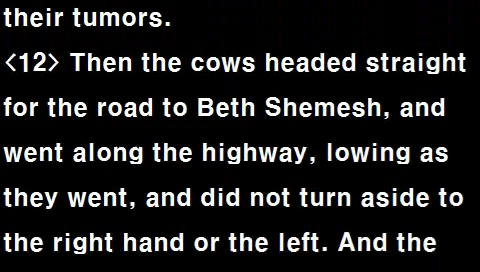 their tumors.
<12> Then the cows headed straight
for the road to Beth Shemesh, and
went along the highway, lowing as
they went, and did not turn aside to
the right hand or the left. And the